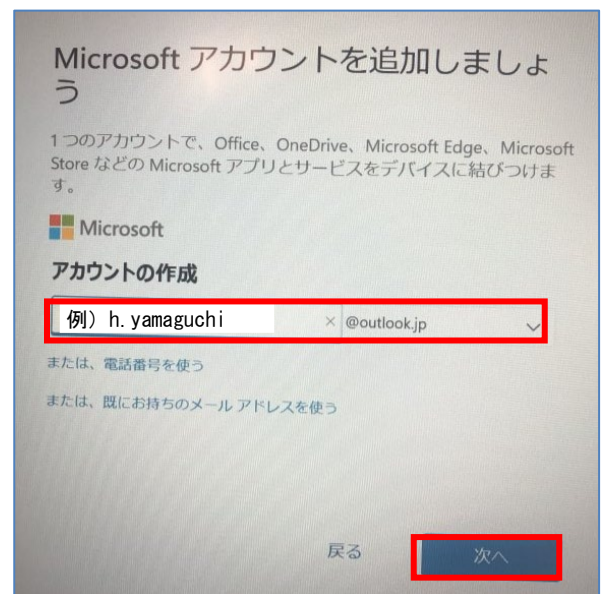 Microsoft アカウントを追加しましょ
う
1 つのアカウントで、Office、OneDrive、Microsoft Edge、Microsoft
Store などの Microsoft アプリとサービスをデバイスに結びつけま
す。
Microsoft
アカウントの作成
例）h.yamaguchi × @outlook.jp
または、電話番号を使う
または、既にお持ちのメール アドレスを使う
戻る 次へ